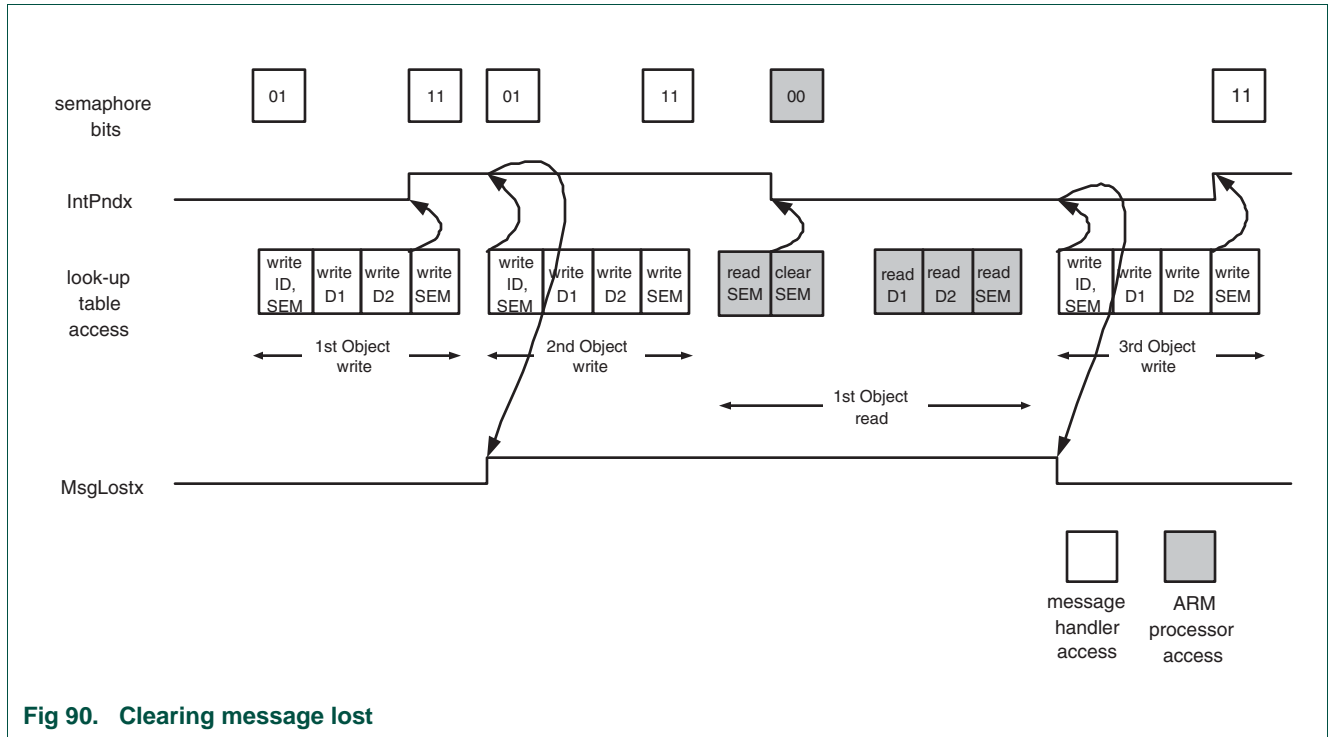 semaphore
bits
01
11
01
11
00
11
IntPndx
look-up
table
access
write
ID,
SEM
write
D1
write
D2
write
SEM
write
ID,
SEM
write
D1
write
D2
write
SEM
read
SEM
clear
SEM
read
D1
read
D2
read
SEM
write
ID,
SEM
write
D1
write
D2
write
SEM
1st Object
write
2nd Object
write
3rd Object
write
1st Object
read
MsgLostx
message
handler
access
ARM
processor
access
Fig 90. Clearing message lost